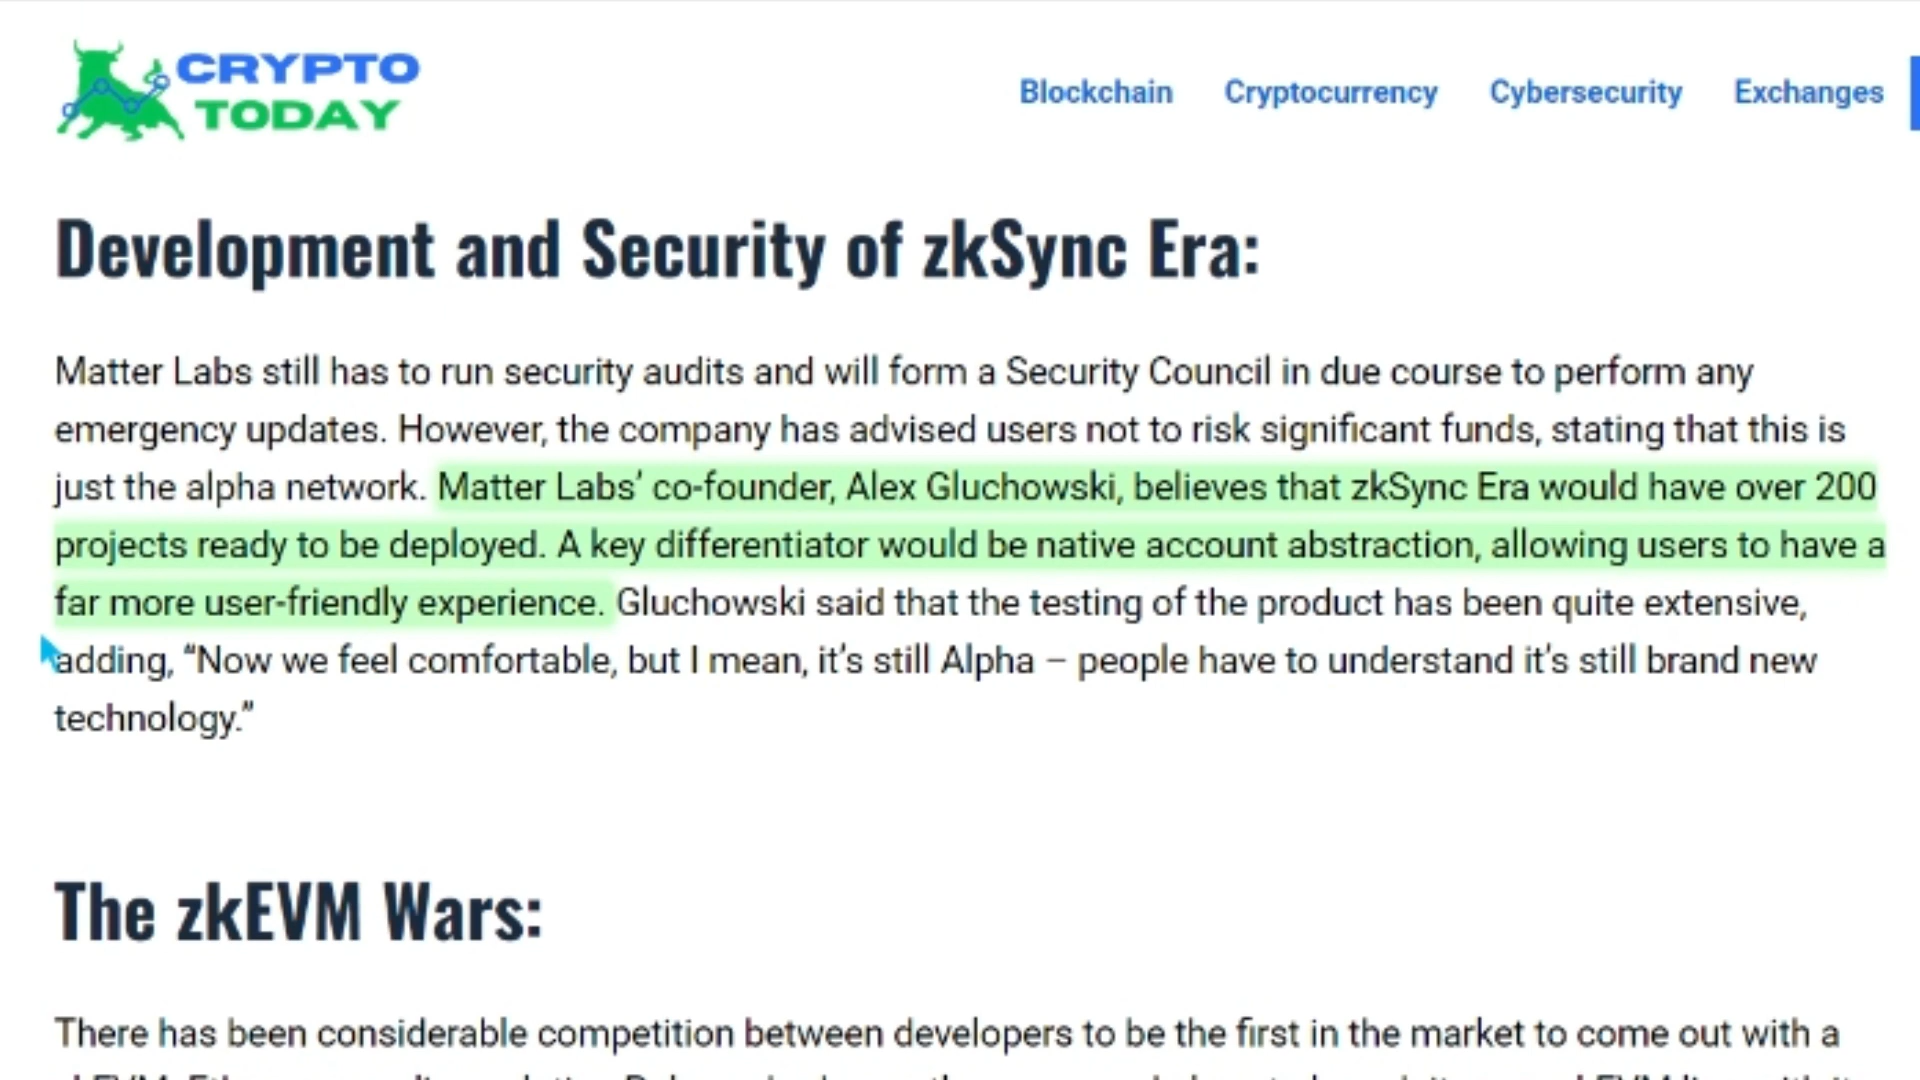 CRYPTO
TODAY
Blockchain Cryptocurrency Cybersecurity Exchanges
Development and Security of zkSync Era:
Matter Labs still has to run security audits and will form a Security Council in due course to perform any
emergency updates. However, the company has advised users not to risk significant funds, stating that this is
just the alpha network. Matter Labs’ co-founder, Alex Gluchowski, believes that zkSync Era would have over 200
projects ready to be deployed. A key differentiator would be native account abstraction, allowing users to have a
far more user-friendly experience. Gluchowski said that the testing of the product has been quite extensive,
adding, “Now we feel comfortable, but I mean, it’s still Alpha – people have to understand it’s still brand new
technology.”
The zkEVM Wars:
There has been considerable competition between developers to be the first in the market to come out with a